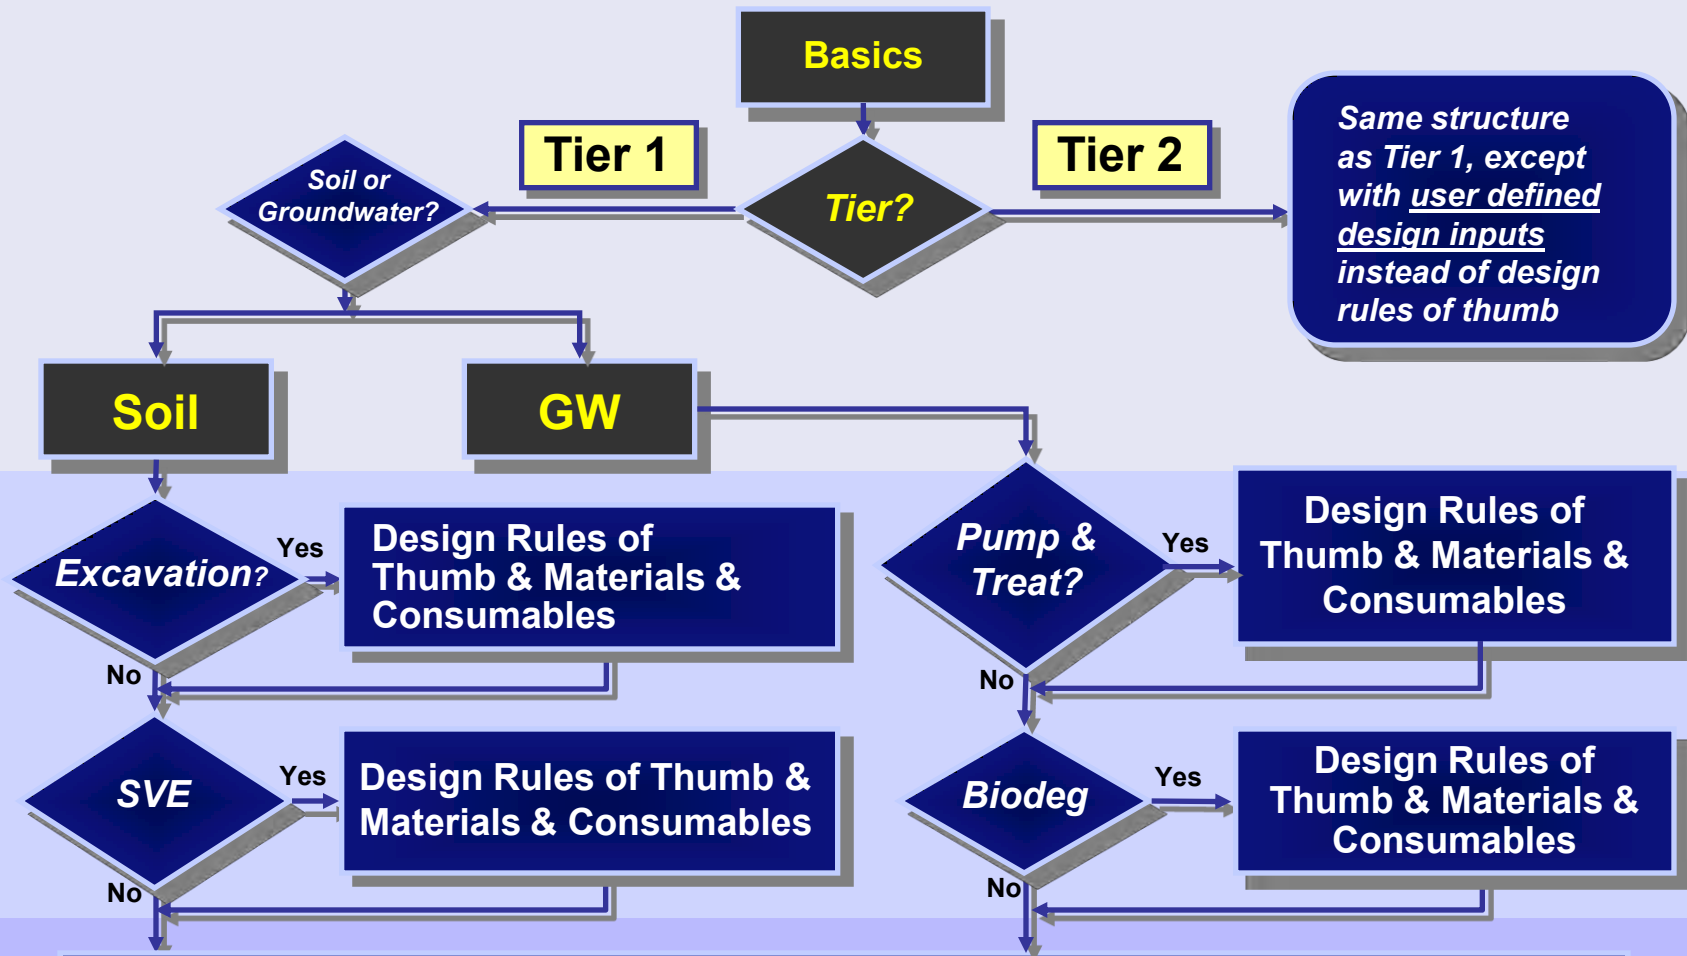 Basics
Tier 1
Tier 2
Soil or
Groundwater?
Tier?
Same structure
as Tier 1, except
with user defined
design inputs
instead of design
rules of thumb
Soil
GW
Excavation?
Yes
Design Rules of
Thumb & Materials &
Consumables
No
Pump &
Treat?
Yes
Design Rules of
Thumb & Materials &
Consumables
No
SVE
Yes
Design Rules of Thumb &
Materials & Consumables
No
Biodeg
Yes
Design Rules of
Thumb & Materials &
Consumables
No